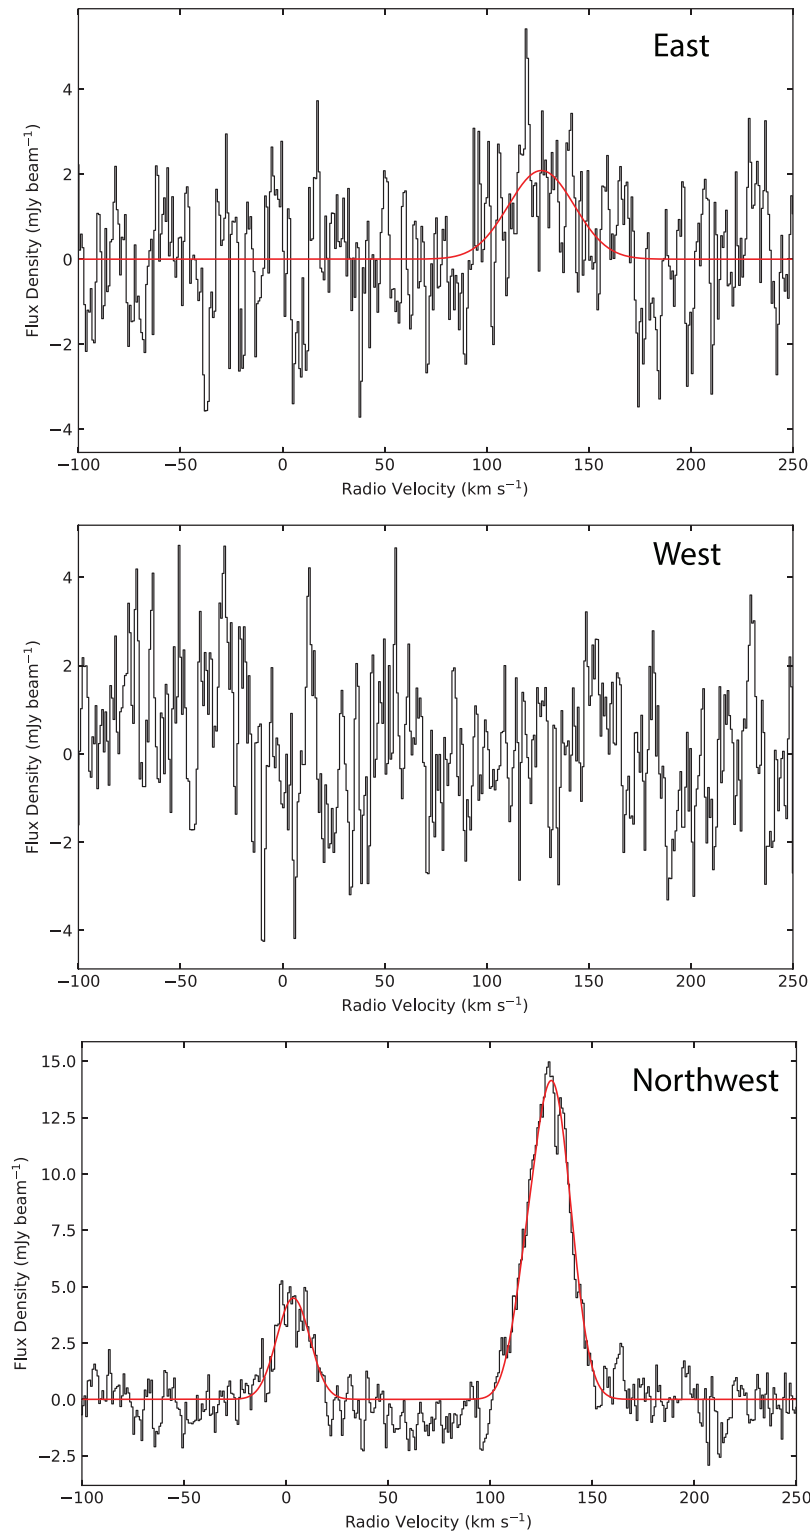 East
4
2
0
−2
−4
Flux Density (mJy beam⁻¹)
−100 −50 0 50 100 150 200 250
Radio Velocity (km s⁻¹)
West
4
2
0
−2
−4
Flux Density (mJy beam⁻¹)
−100 −50 0 50 100 150 200 250
Radio Velocity (km s⁻¹)
Northwest
15.0
12.5
10.0
7.5
5.0
2.5
0.0
−2.5
Flux Density (mJy beam⁻¹)
−100 −50 0 50 100 150 200 250
Radio Velocity (km s⁻¹)